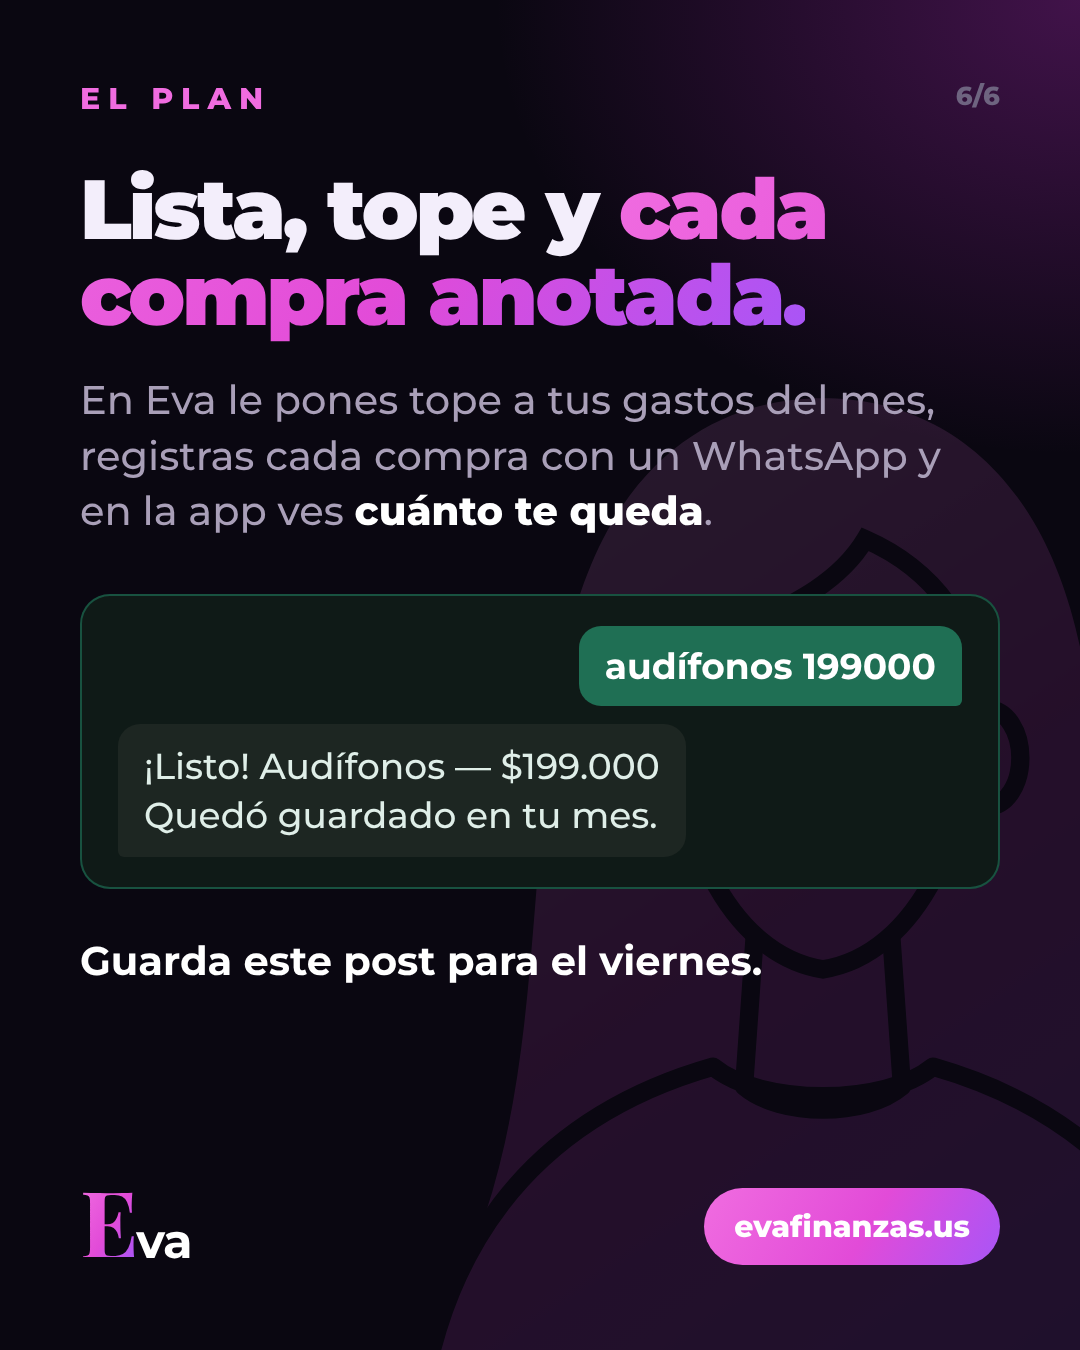 EL PLAN
6/6
Lista, tope y cada
compra anotada.
En Eva le pones tope a tus gastos del mes,
registras cada compra con un WhatsApp y
en la app ves cuánto te queda.
audífonos 199000
¡Listo! Audífonos — $199.000
Quedó guardado en tu mes.
Guarda este post para el viernes.
Eva
evafinanzas.us